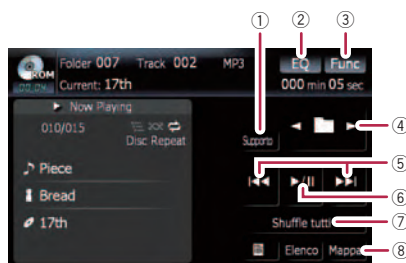 ① ② ③
ROM Folder 007 Track 002 MP3 EQ Func
Current: 17th 000 min 05 sec
Now Playing
010/015
Disc Repeat
④
Supporto
Piece
⑤
Bread
⑥
17th
Shuffle tutti ⑦
Elenco Mappa ⑧